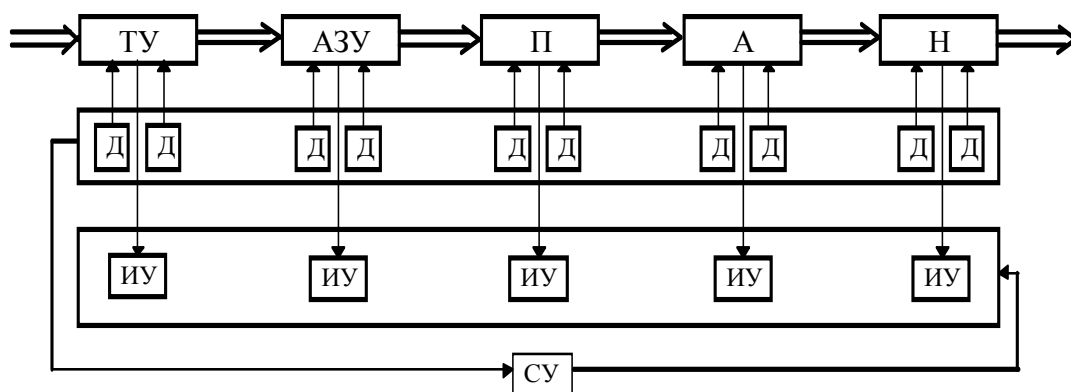 ТУ АЗУ П А Н
Д Д Д Д Д Д Д Д Д Д
ИУ ИУ ИУ ИУ ИУ
СУ